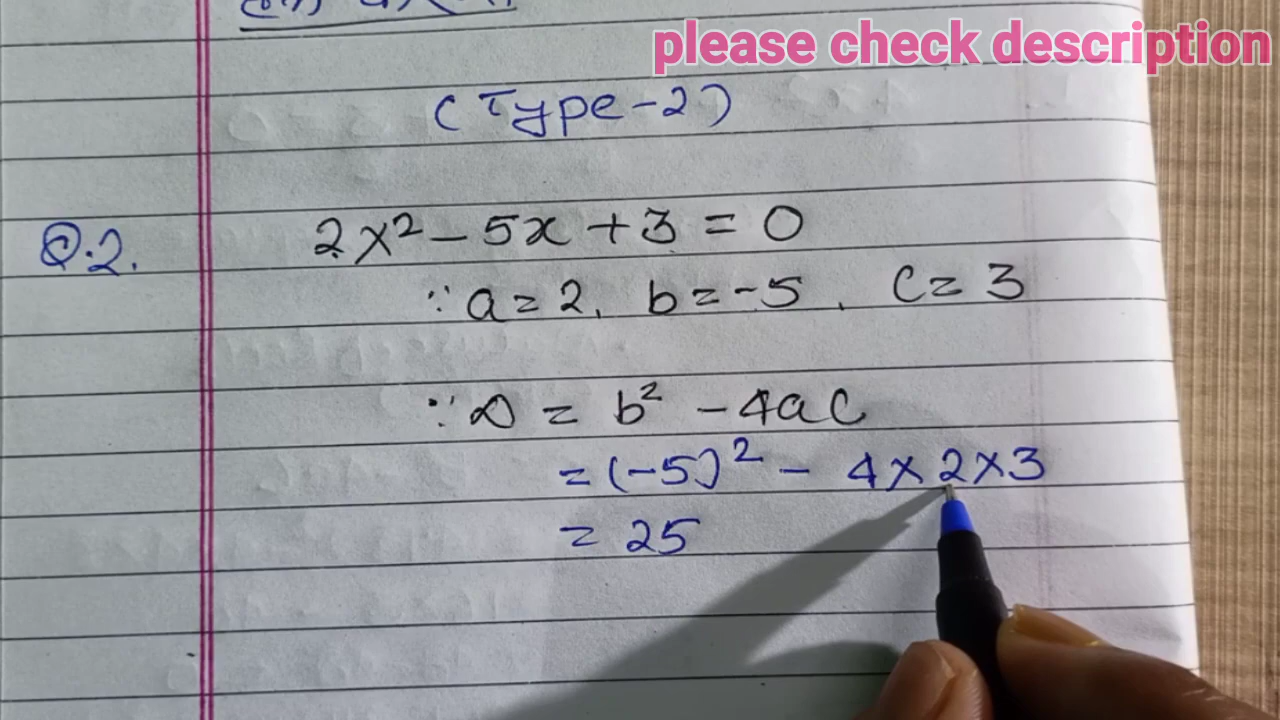 please check description
(Type-2)
Q.2. 2x² - 5x + 3 = 0
∵ a = 2, b = -5, c = 3
∵ D = b² - 4ac
= (-5)² - 4×2×3
= 25